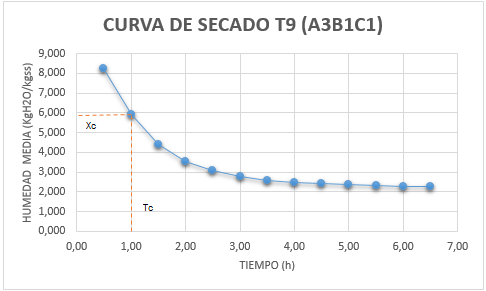 CURVA DE SECADO T9 (A3B1C1)
HUMEDAD MEDIA (KgH2O/kgss)
9,000
8,000
7,000
6,000
5,000
4,000
3,000
2,000
1,000
0,000
Xc
Tc
0,00 1,00 2,00 3,00 4,00 5,00 6,00 7,00
TIEMPO (h)